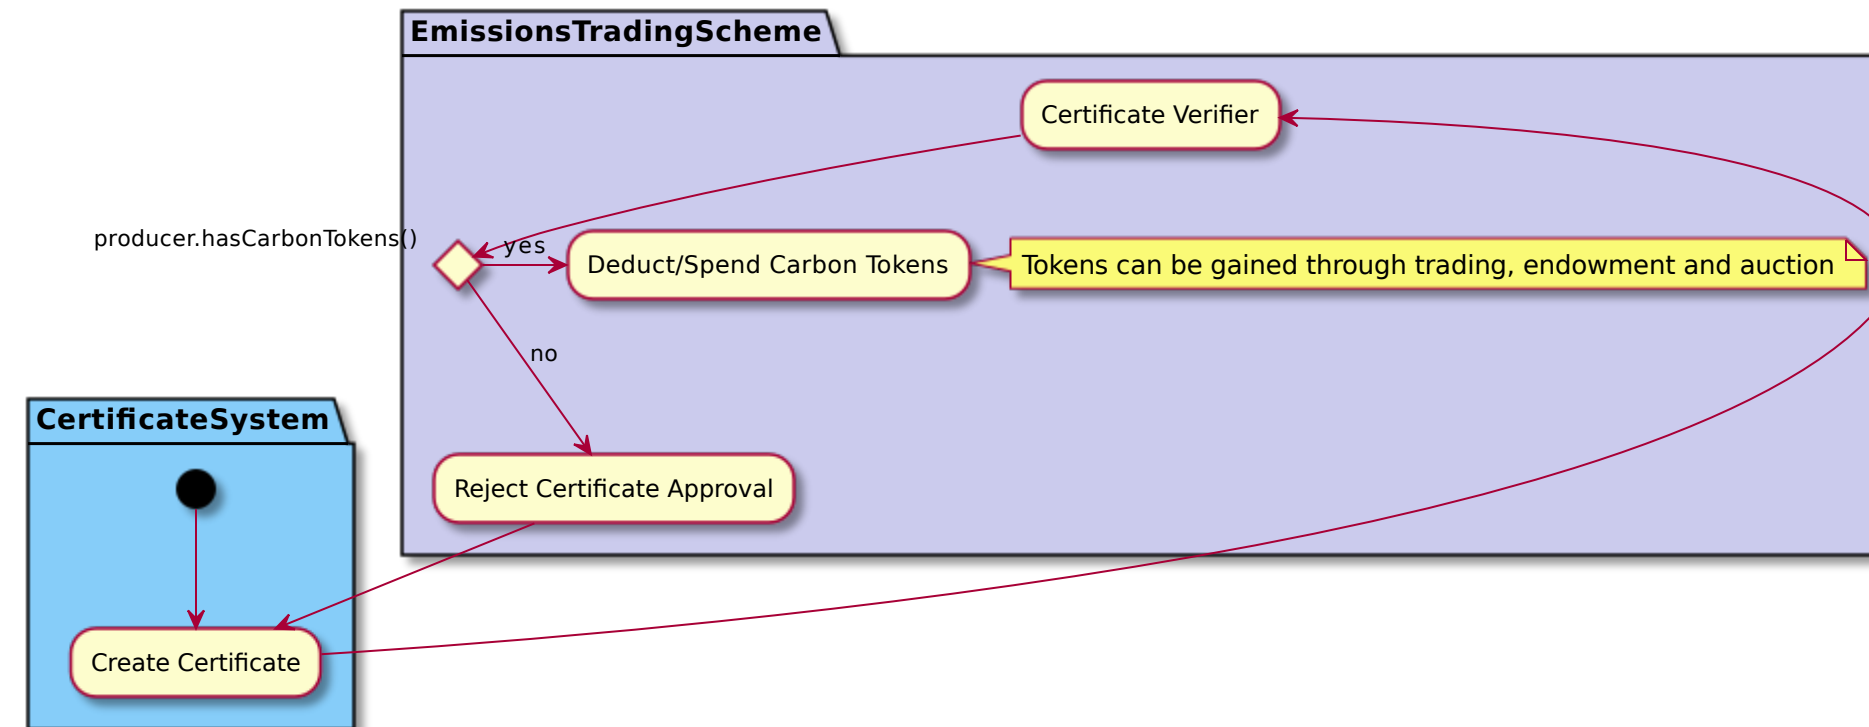 EmissionsTradingScheme
Certificate Verifier
producer.hasCarbonTokens()
yes
Deduct/Spend Carbon Tokens
Tokens can be gained through trading, endowment and auction
no
CertificateSystem
Reject Certificate Approval
Create Certificate